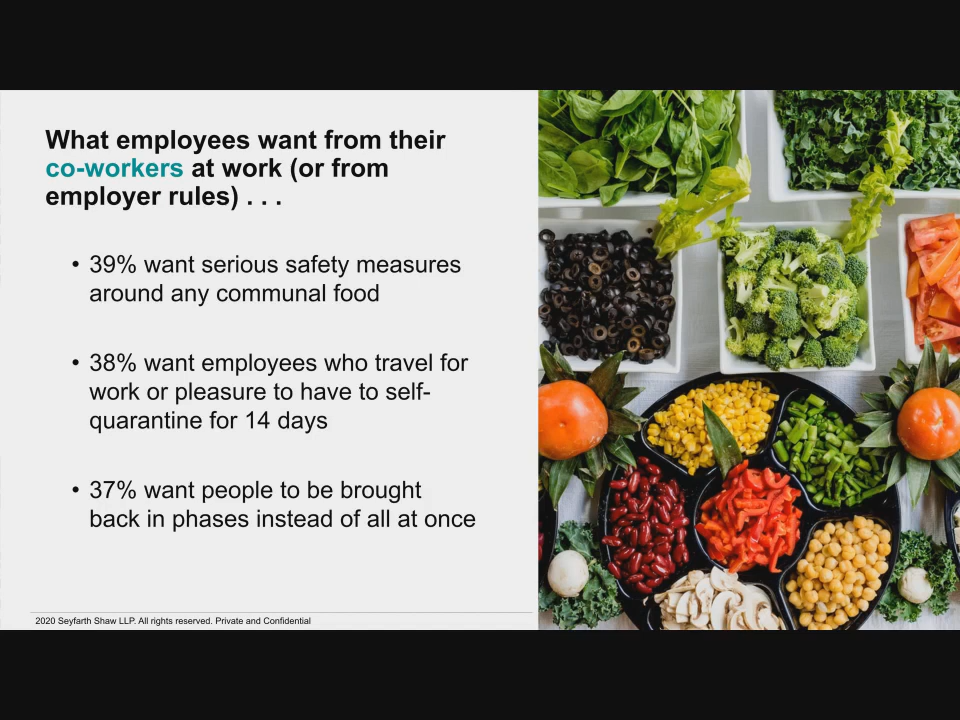 What employees want from their
co-workers at work (or from
employer rules) . . .
• 39% want serious safety measures
around any communal food
• 38% want employees who travel for
work or pleasure to have to self-
quarantine for 14 days
• 37% want people to be brought
back in phases instead of all at once
2020 Seyfarth Shaw LLP. All rights reserved. Private and Confidential